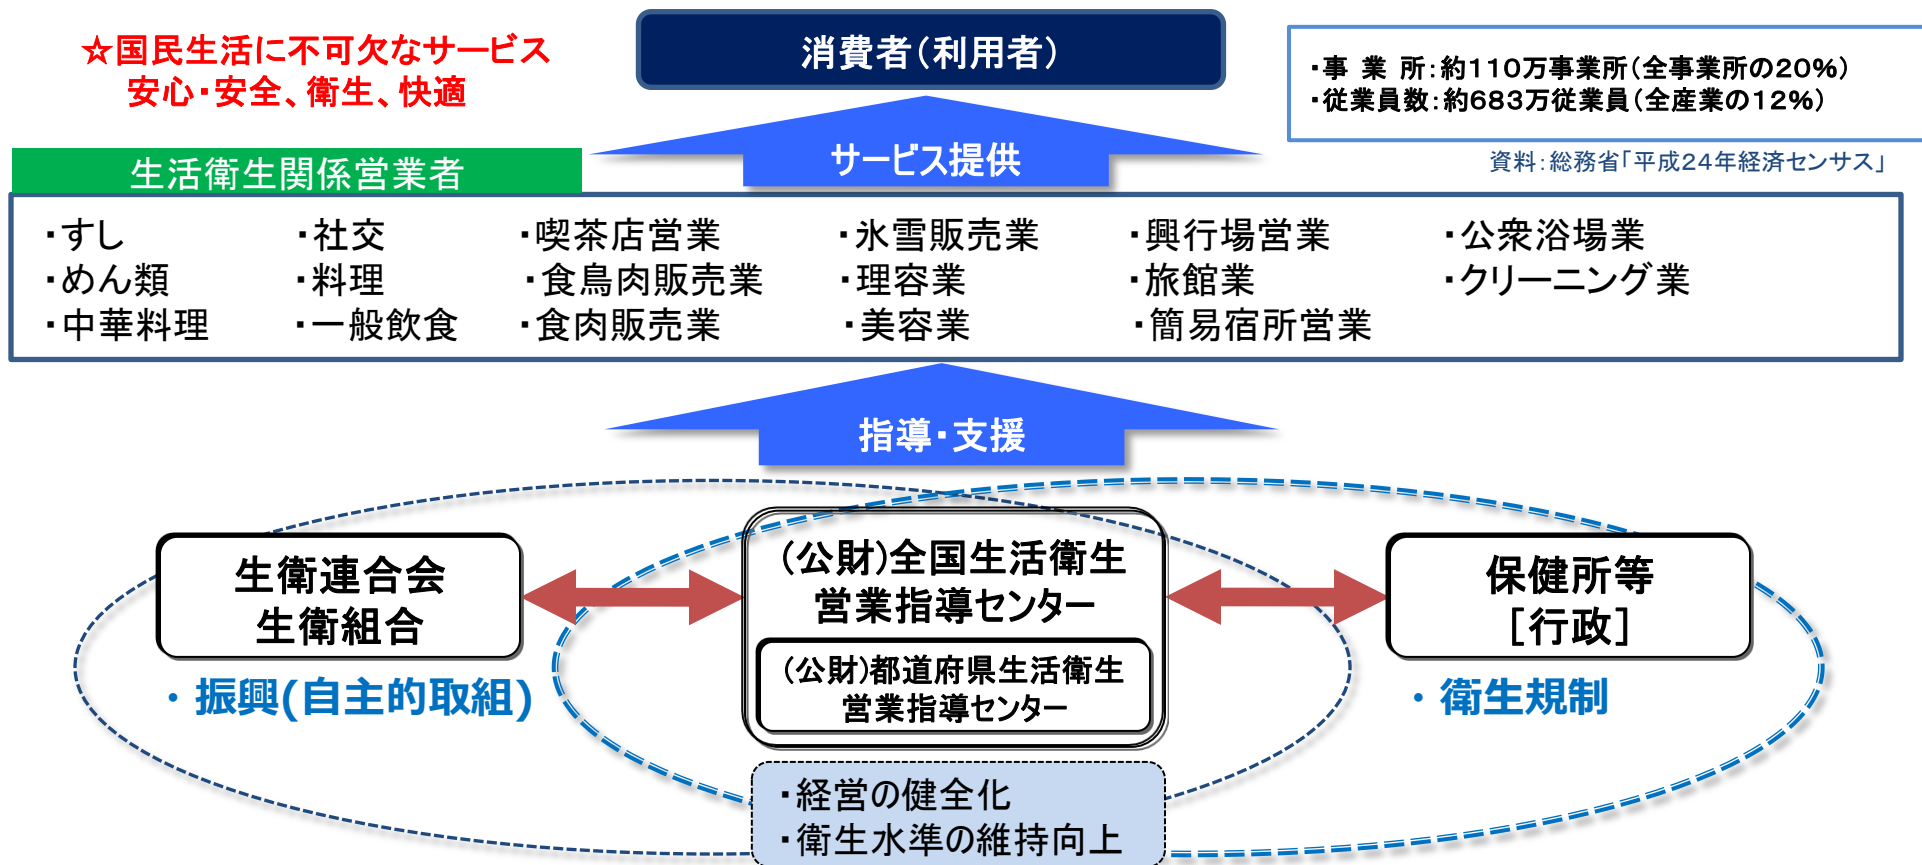 ☆国民生活に不可欠なサービス
安心・安全、衛生、快適
消費者(利用者)
・事 業 所:約110万事業所(全事業所の20%)
・従業員数:約683万従業員(全産業の12%)
資料:総務省「平成24年経済センサス」
サービス提供
生活衛生関係営業者
・すし ・社交 ・喫茶店営業 ・氷雪販売業 ・興行場営業 ・公衆浴場業
・めん類 ・料理 ・食鳥肉販売業 ・理容業 ・旅館業 ・クリーニング業
・中華料理 ・一般飲食 ・食肉販売業 ・美容業 ・簡易宿所営業
指導・支援
生衛連合会
生衛組合
・振興(自主的取組)
(公財)全国生活衛生
営業指導センター
(公財)都道府県生活衛生
営業指導センター
・経営の健全化
・衛生水準の維持向上
保健所等
[行政]
・衛生規制